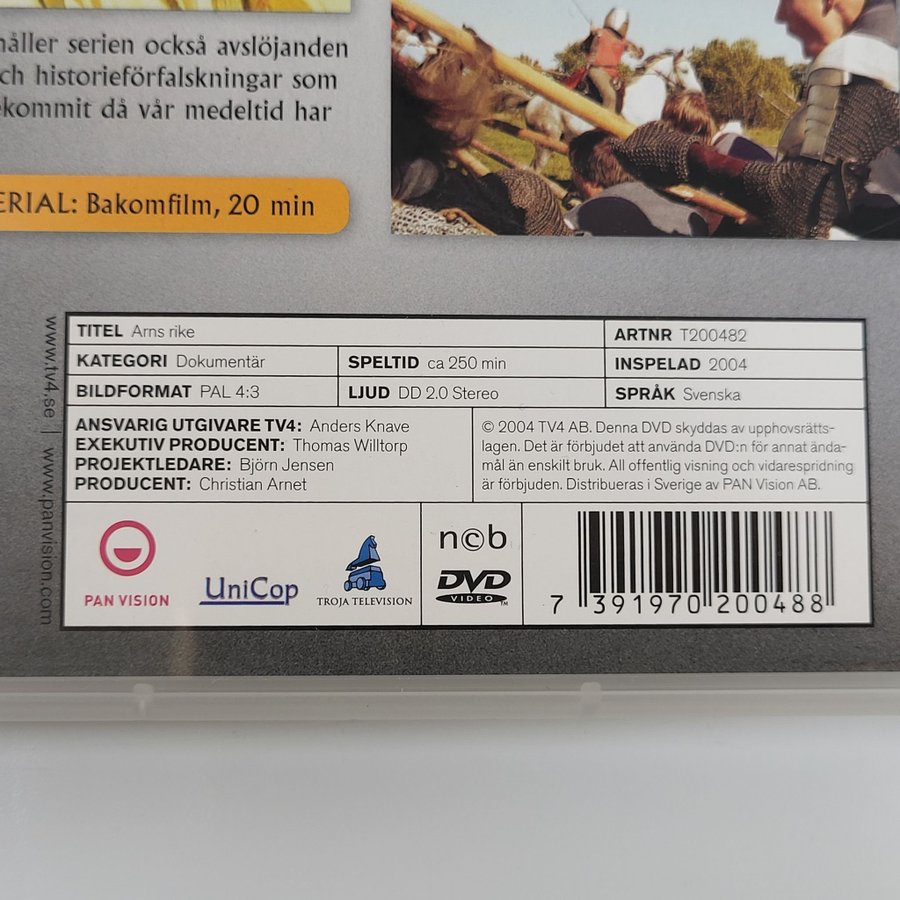 håller serien också avslöjanden
ch historieförfalskningar som
ekommit då vår medeltid har
ERIAL: Bakomfilm, 20 min
www.tv4.se | www.panvision.com
TITEL Arns rike
ARTNR T200482
KATEGORI Dokumentär
SPELTID ca 250 min
INSPELAD 2004
BILDFORMAT PAL 4:3
LJUD DD 2.0 Stereo
SPRÅK Svenska
ANSVARIG UTGIVARE TV4: Anders Knave
EXEKUTIV PRODUCENT: Thomas Willtorp
PROJEKTLEDARE: Björn Jensen
PRODUCENT: Christian Arnet
© 2004 TV4 AB. Denna DVD skyddas av upphovsrätts-
lagen. Det är förbjudet att använda DVD:n för annat ända-
mål än enskilt bruk. All offentlig visning och vidarespridning
är förbjuden. Distribueras i Sverige av PAN Vision AB.
PAN VISION
UniCop
TROJA TELEVISION
n©b
DVD
VIDEO TM
7 391970 200488